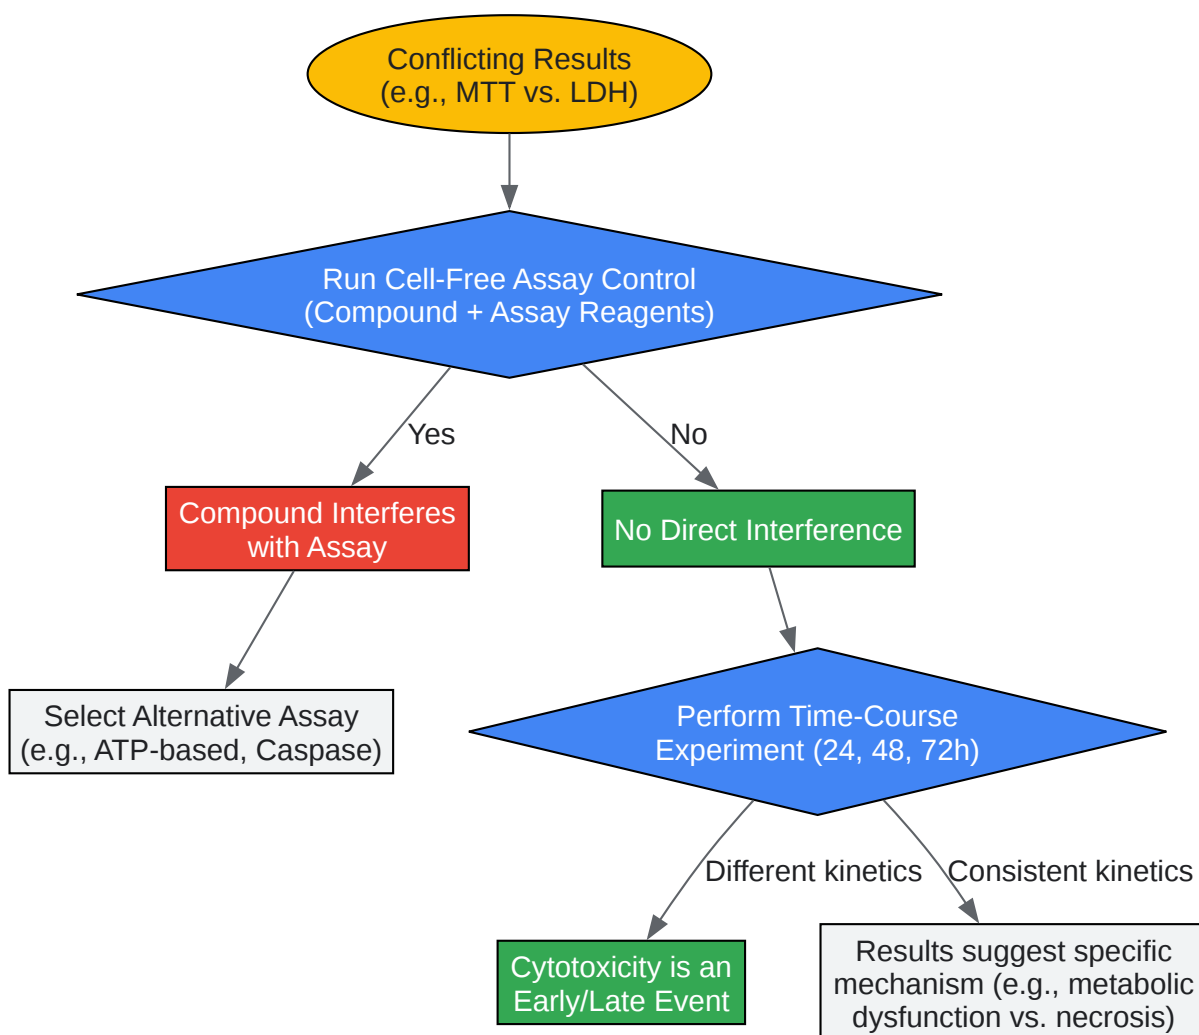 Conflicting Results
(e.g., MTT vs. LDH)
Run Cell-Free Assay Control
(Compound + Assay Reagents)
Yes
No
Compound Interferes
with Assay
No Direct Interference
Select Alternative Assay
(e.g., ATP-based, Caspase)
Perform Time-Course
Experiment (24, 48, 72h)
Different kinetics
Consistent kinetics
Cytotoxicity is an
Early/Late Event
Results suggest specific
mechanism (e.g., metabolic
dysfunction vs. necrosis)